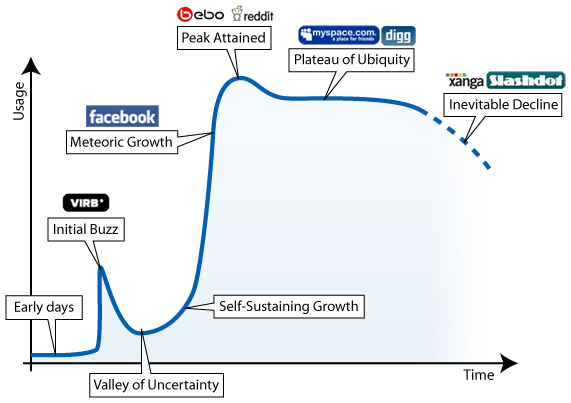 bebo reddit
Peak Attained
myspace.com. digg
a place for friends
Plateau of Ubiquity
xanga Slashdot
Inevitable Decline
Usage
facebook
Meteoric Growth
VIRB
Initial Buzz
Early days
Self-Sustaining Growth
Valley of Uncertainty
Time